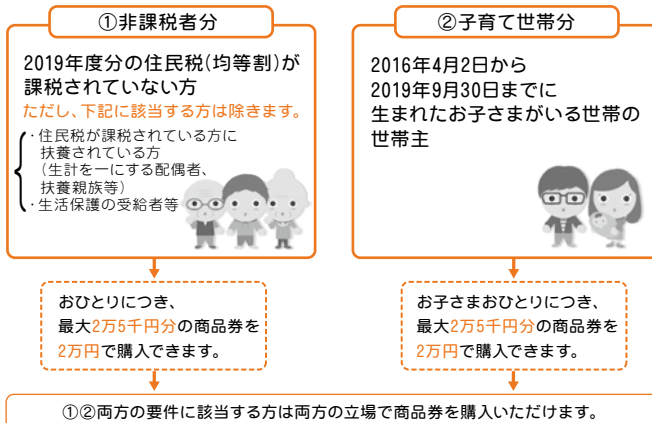 ①非課税者分
2019年度分の住民税(均等割)が
課税されていない方
ただし、下記に該当する方は除きます。
・住民税が課税されている方に
扶養されている方
（生計を一にする配偶者、
扶養親族等）
・生活保護の受給者等
おひとりにつき、
最大2万5千円分の商品券を
2万円で購入できます。
②子育て世帯分
2016年4月2日から
2019年9月30日までに
生まれたお子さまがいる世帯の
世帯主
お子さまおひとりにつき、
最大2万5千円分の商品券を
2万円で購入できます。
①②両方の要件に該当する方は両方の立場で商品券を購入いただけます。